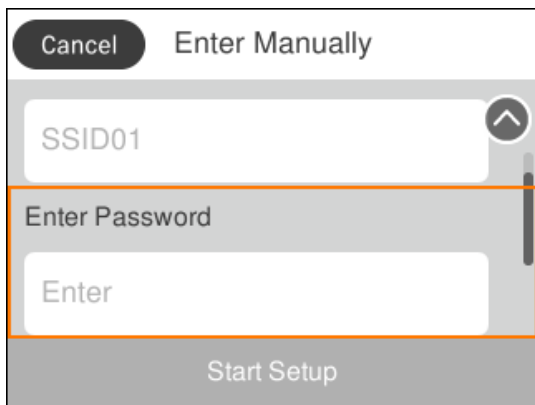 Cancel Enter Manually
SSID01
Enter Password
Enter
Start Setup